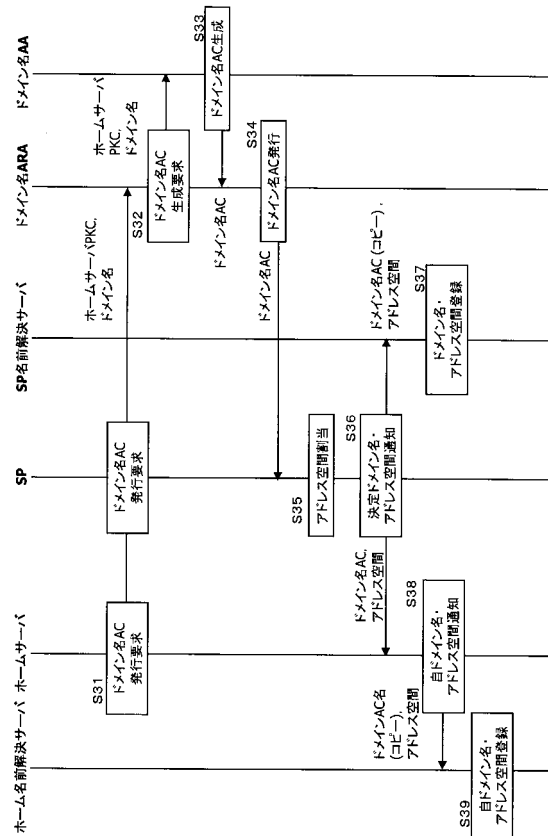 ホーム名前解決サーバ
ホームサーバ
SP
SP名前解決サーバ
ドメイン名ARA
ドメイン名AA
S31
ドメイン名AC
発行要求
ドメイン名AC
発行要求
ホームサーバPKC,
ドメイン名
S32
ドメイン名AC
生成要求
ホームサーバ
PKC,
ドメイン名
S33
ドメイン名AC生成
ドメイン名AC
S34
ドメイン名AC発行
ドメイン名AC
S35
アドレス空間割当
S36
決定ドメイン名・
アドレス空間通知
ドメイン名AC(コピー),
アドレス空間
S37
ドメイン名・
アドレス空間登録
ドメイン名AC,
アドレス空間
S38
自ドメイン名・
アドレス空間通知
ドメインAC名
(コピー),
アドレス空間
S39
自ドメイン名・
アドレス空間登録